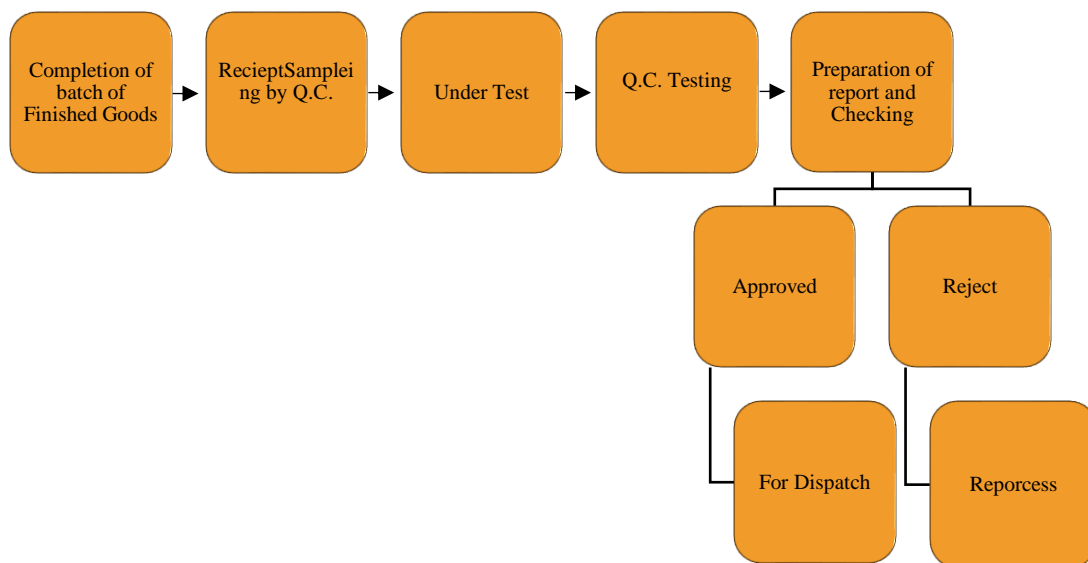 Completion of
batch of
Finished Goods
RecieptSamplei
ng by Q.C.
Under Test
Q.C. Testing
Preparation of
report and
Checking
Approved
Reject
For Dispatch
Reporcess